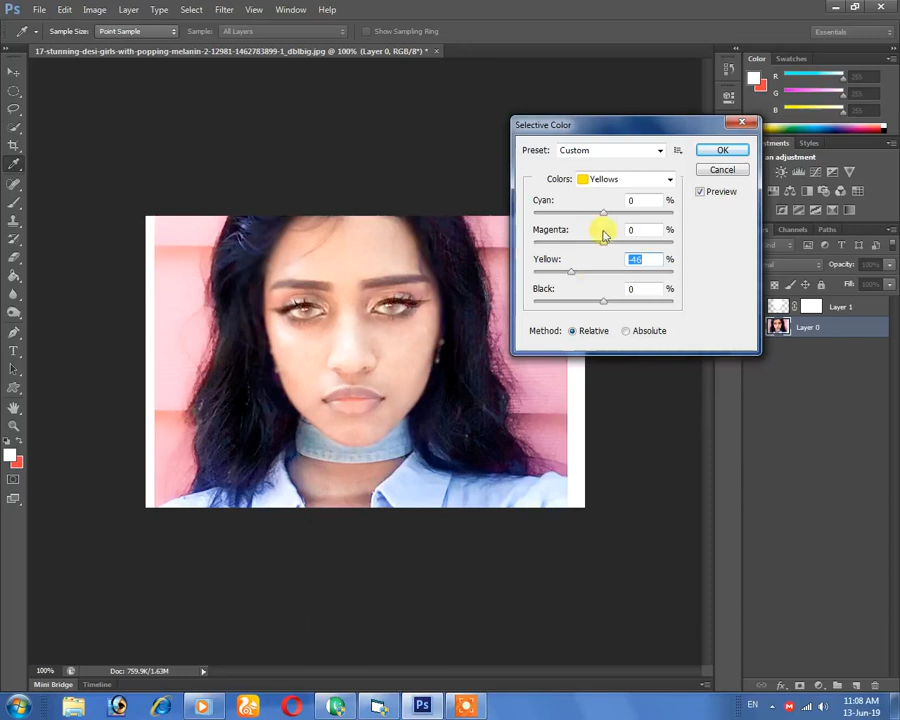 Ps File Edit Image Layer Type Select Filter View Window Help
Sample Size: Point Sample Sample: All Layers Show Sampling Ring Essentials
17-stunning-desi-girls-with-popping-melanin-2-12981-1462783899-1_dblbig.jpg @ 100% (Layer 0, RGB/8*) * ×
Color Swatches
R 255
G 255
B 255
Selective Color
Preset: Custom OK
Cancel
Colors: Yellows Preview
Cyan: 0 %
Magenta: 0 %
Yellow: -46 %
Black: 0 %
Method: Relative Absolute
Styles
an adjustment
Channels Paths
Opacity: 100%
Fill: 100%
Layer 1
Layer 0
100% Doc: 759.9K/1.63M
Mini Bridge Timeline
Ps EN 11:08 AM
13-Jun-19